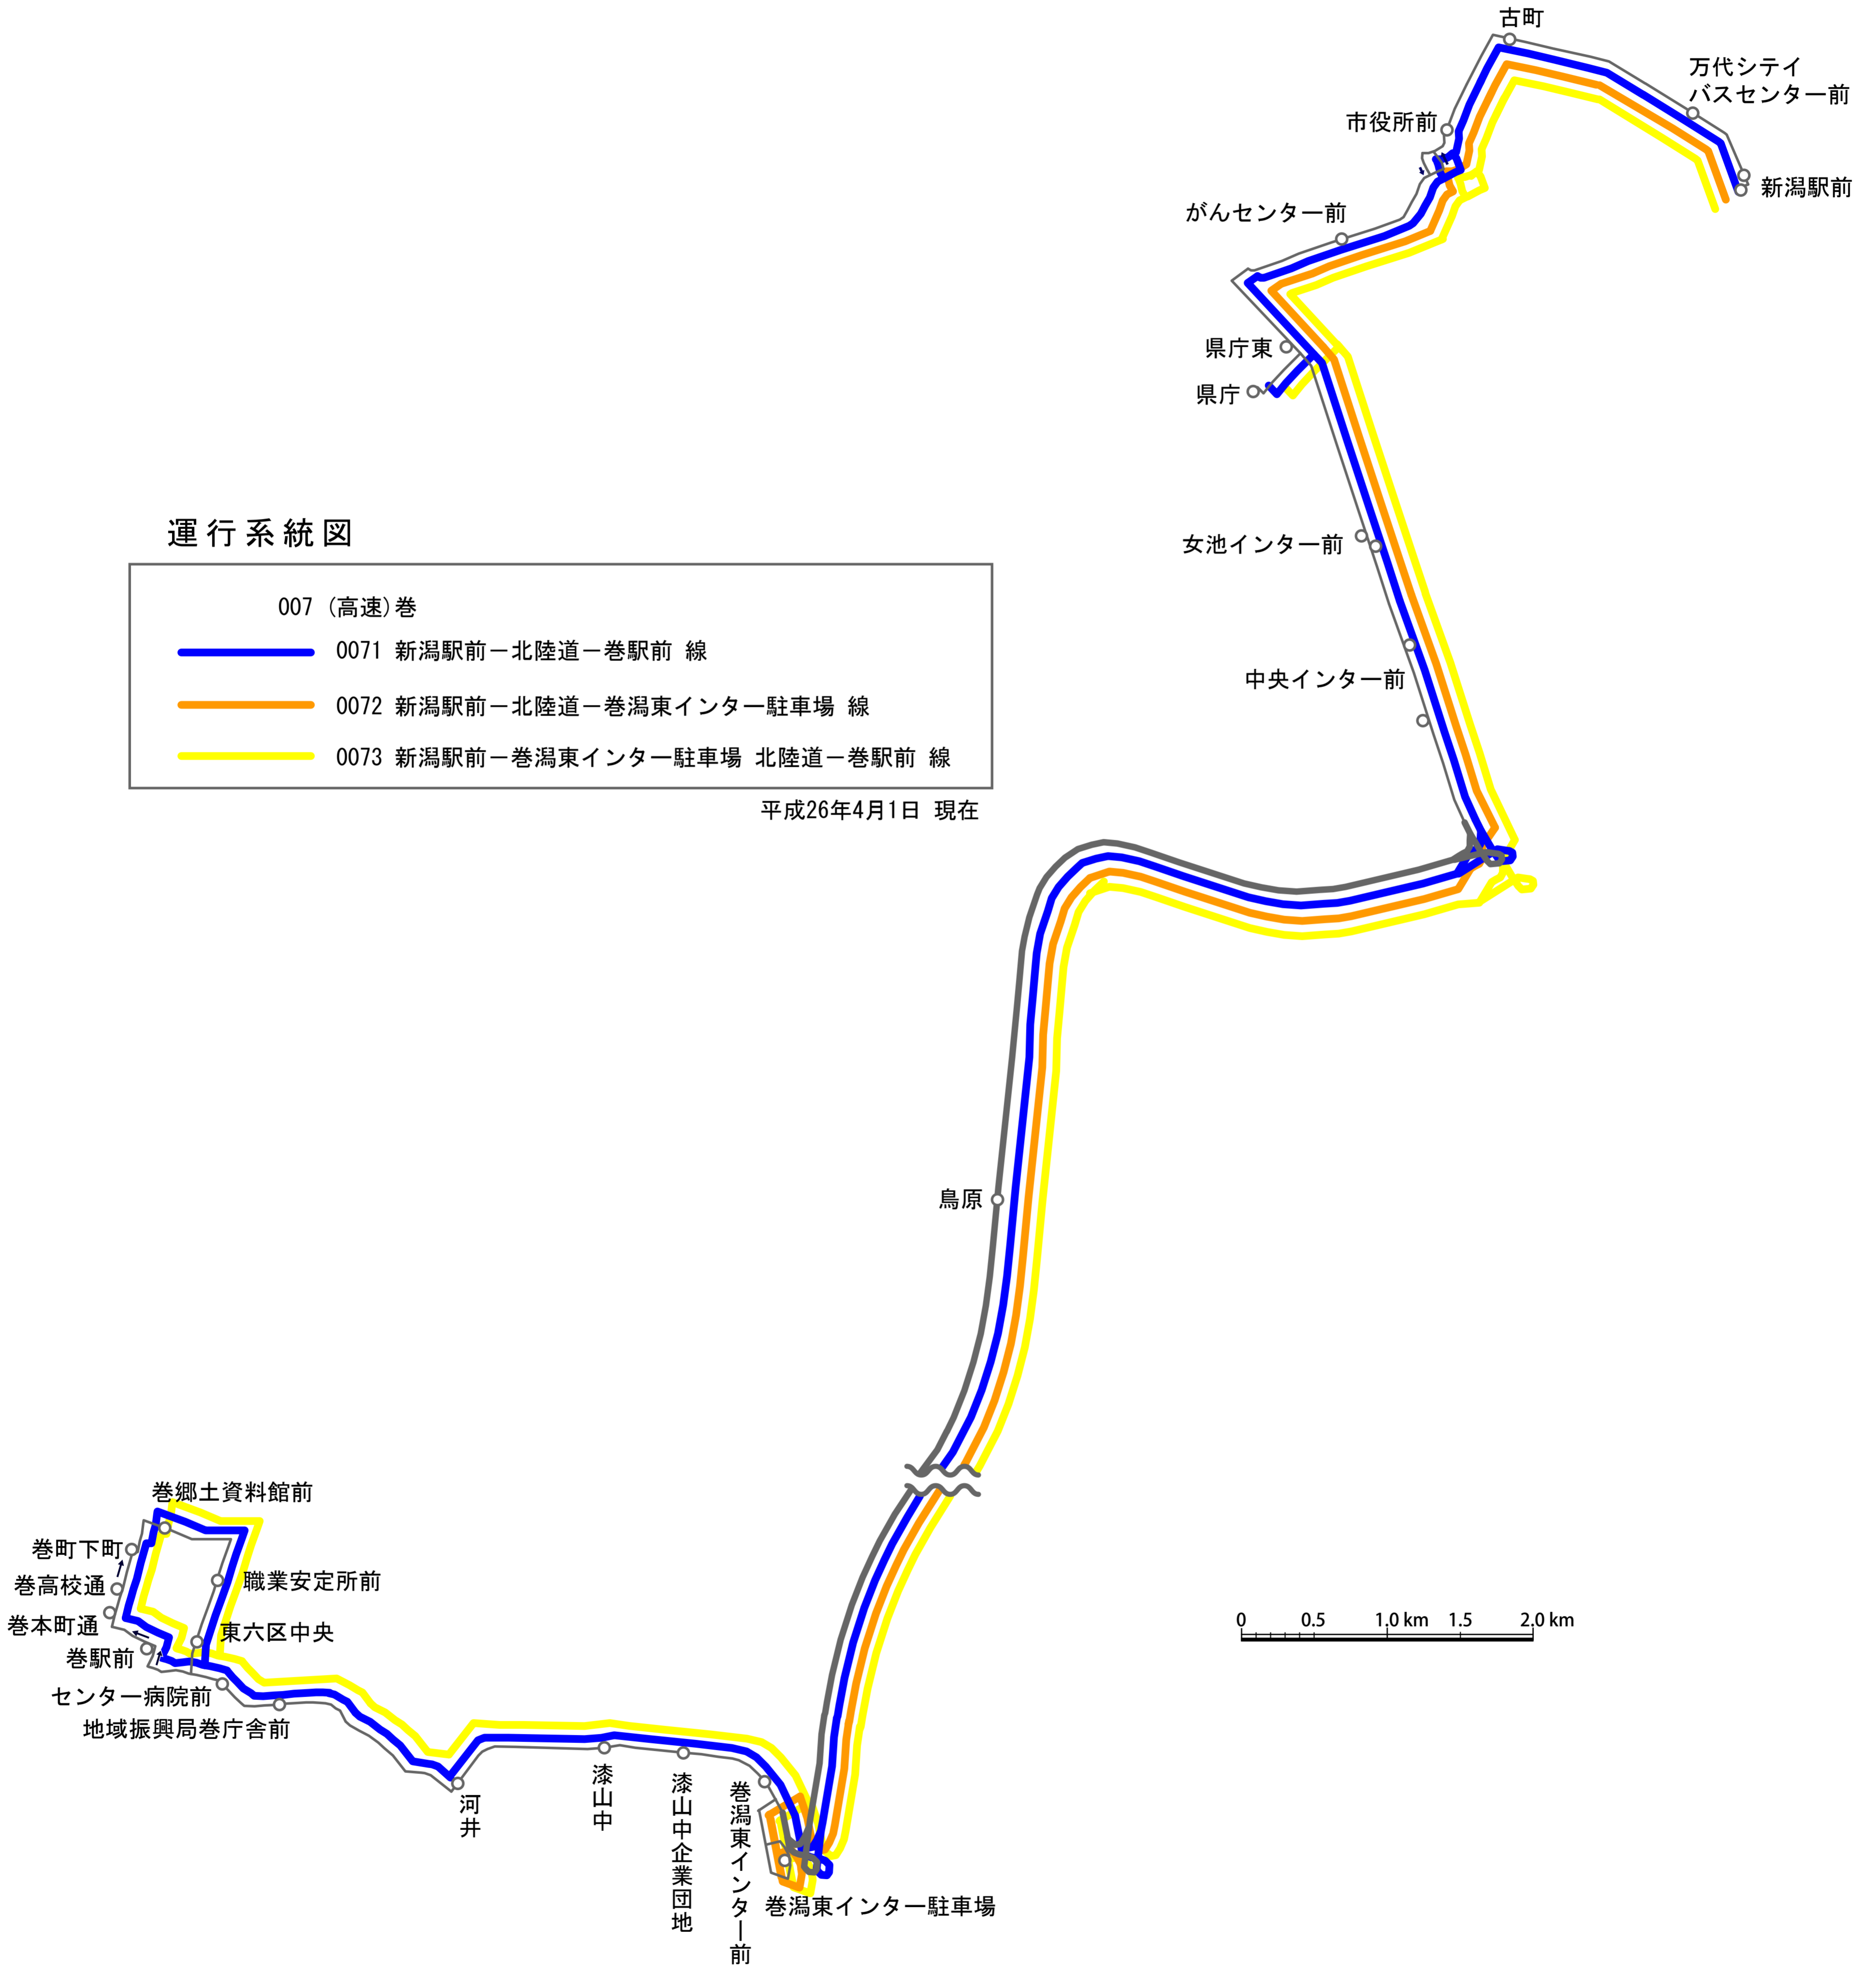 古町
万代シテイ
バスセンター前
市役所前
新潟駅前
がんセンター前
県庁東
県庁
女池インター前
中央インター前
運行系統図
007 (高速)巻
0071 新潟駅前－北陸道－巻駅前 線
0072 新潟駅前－北陸道－巻潟東インター駐車場 線
0073 新潟駅前－巻潟東インター駐車場 北陸道－巻駅前 線
平成26年4月1日 現在
鳥原
巻郷土資料館前
巻町下町
巻高校通
巻本町通
巻駅前
職業安定所前
東六区中央
センター病院前
地域振興局巻庁舎前
河井
漆山中
漆山中企業団地
巻潟東インター前
巻潟東インター駐車場
0 0.5 1.0 km 1.5 2.0 km